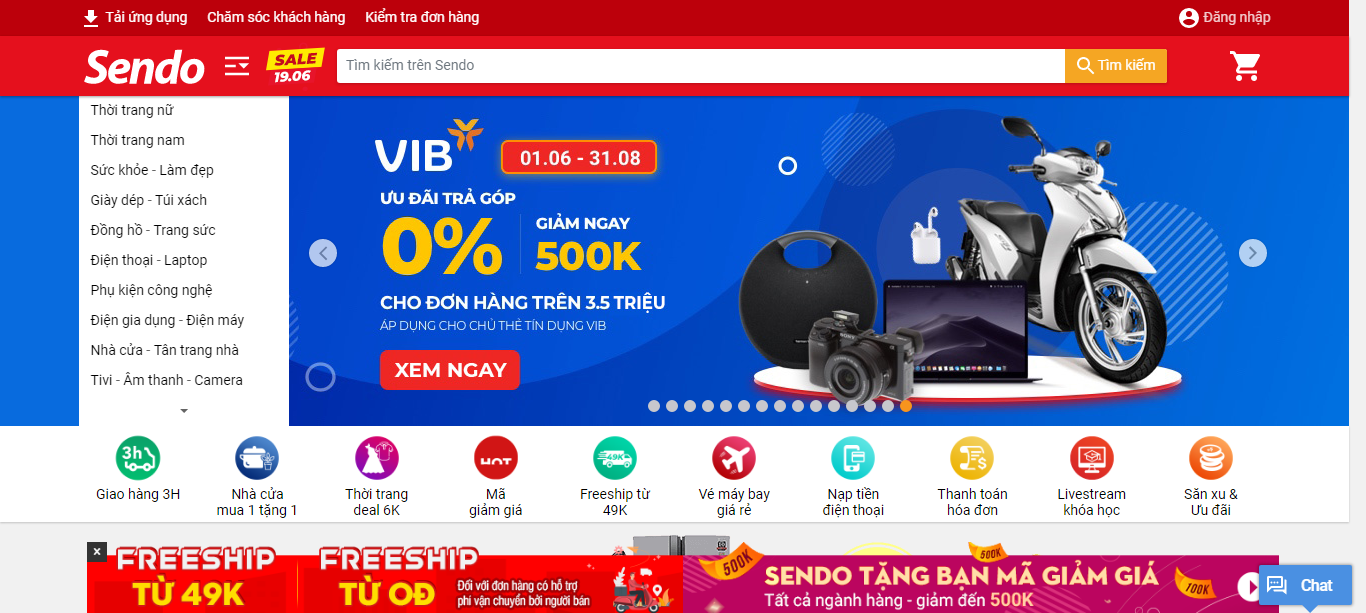 Tải ứng dụng
Chăm sóc khách hàng
Kiểm tra đơn hàng
Đăng nhập
Sendo
SALE
19.06
Tìm kiếm trên Sendo
Tìm kiếm
Thời trang nữ
Thời trang nam
Sức khỏe - Làm đẹp
Giày dép - Túi xách
Đồng hồ - Trang sức
Điện thoại - Laptop
Phụ kiện công nghệ
Điện gia dụng - Điện máy
Nhà cửa - Tân trang nhà
Tivi - Âm thanh - Camera
VIB
01.06 - 31.08
ƯU ĐÃI TRẢ GÓP
0%
GIẢM NGAY
500K
CHO ĐƠN HÀNG TRÊN 3.5 TRIỆU
ÁP DỤNG CHO CHỦ THẺ TÍN DỤNG VIB
XEM NGAY
SONY
3h
HOT
49K
Giao hàng 3H
Nhà cửa
mua 1 tặng 1
Thời trang
deal 6K
Mã
giảm giá
Freeship từ
49K
Vé máy bay
giá rẻ
Nạp tiền
điện thoại
Thanh toán
hóa đơn
Livestream
khóa học
Săn xu &
Ưu đãi
FREESHIP
TỪ 49K
FREESHIP
TỪ 0Đ
Đối với đơn hàng có hỗ trợ
phí vận chuyển bởi người bán
500K
500K
100K
SENDO TẶNG BẠN MÃ GIẢM GIÁ
Tất cả ngành hàng - giảm đến 500K
Chat